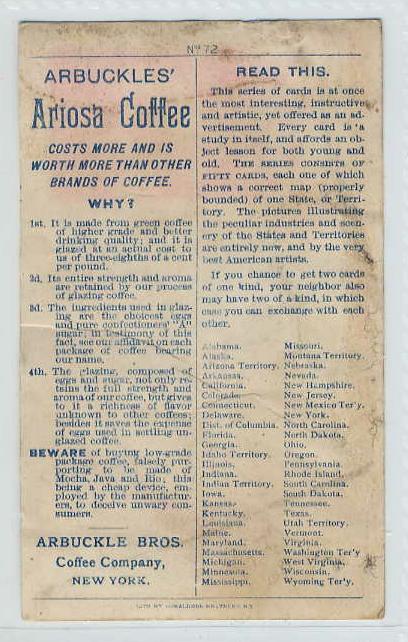 No 72
ARBUCKLES'
Ariosa Coffee
COSTS MORE AND IS
WORTH MORE THAN OTHER
BRANDS OF COFFEE.
WHY?
1st. It is made from green coffee
of higher grade and better
drinking quality; and it is
glazed at an actual cost to
us of three-eighths of a cent
per pound.
2d. Its entire strength and aroma
are retained by our process
of glazing coffee.
3d. The ingredients used in glaz-
ing are the choicest eggs
and pure confectioners' "A"
sugar; in testimony of this
fact, see our affidavit on each
package of coffee bearing
our name.
4th. The glazing, composed of
eggs and sugar, not only re-
tains the full strength and
aroma of our coffee, but gives
to it a richness of flavor
unknown to other coffees;
besides it saves the expense
of eggs used in settling un-
glazed coffee.
BEWARE of buying low-grade
package coffee, falsely pur-
porting to be made of
Mocha, Java and Rio; this
being a cheap device, em-
ployed by the manufactur-
ers, to deceive unwary con-
sumers.
ARBUCKLE BROS.
Coffee Company,
NEW YORK.
READ THIS.
This series of cards is at once
the most interesting, instructive
and artistic, yet offered as an ad-
vertisement. Every card is a
study in itself, and affords an ob-
ject lesson for both young and
old. THE SERIES CONSISTS OF
FIFTY CARDS, each one of which
shows a correct map (properly
bounded) of one State, or Terri-
tory. The pictures illustrating
the peculiar industries and scen-
ery of the States and Territories
are entirely new, and by the very
best American artists.
If you chance to get two cards
of one kind, your neighbor also
may have two of a kind, in which
case you can exchange with each
other.
Alabama. Missouri.
Alaska. Montana Territory.
Arizona Territory. Nebraska.
Arkansas. Nevada.
California. New Hampshire.
Colorado. New Jersey.
Connecticut. New Mexico Ter'y.
Delaware. New York.
Dist. of Columbia. North Carolina.
Florida. North Dakota.
Georgia. Ohio.
Idaho Territory. Oregon.
Illinois. Pennsylvania.
Indiana. Rhode Island.
Indian Territory. South Carolina.
Iowa. South Dakota.
Kansas. Tennessee.
Kentucky. Texas.
Louisiana. Utah Territory.
Maine. Vermont.
Maryland. Virginia.
Massachusetts. Washington Ter'y
Michigan. West Virginia.
Minnesota. Wisconsin.
Mississippi. Wyoming Ter'y.
LITH BY DONALDSON BROTHERS N.Y.